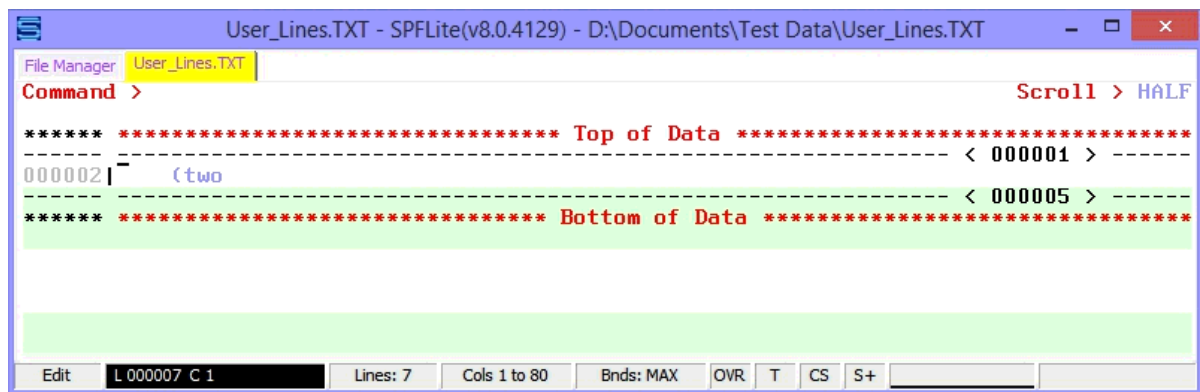 User_Lines.TXT - SPFLite(v8.0.4129) - D:\Documents\Test Data\User_Lines.TXT
File Manager User_Lines.TXT
Command > Scroll > HALF
****** ********************************* Top of Data **********************************
------ -------------------------------------------------------------- < 000001 > ------
000002| (two
------ -------------------------------------------------------------- < 000005 > ------
****** ******************************** Bottom of Data ********************************
Edit L 000007 C 1 Lines: 7 Cols 1 to 80 Bnds: MAX OVR T CS S+